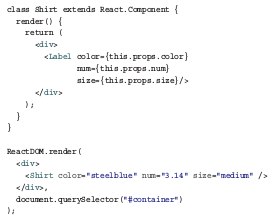 class Shirt extends React.Component {
  render() {
    return (
      <div>
        <Label color={this.props.color}
               num={this.props.num}
               size={this.props.size}/>
      </div>
    );
  }
}

ReactDOM.render(
  <div>
    <Shirt color="steelblue" num="3.14" size="medium" />
  </div>,
  document.querySelector("#container")
);